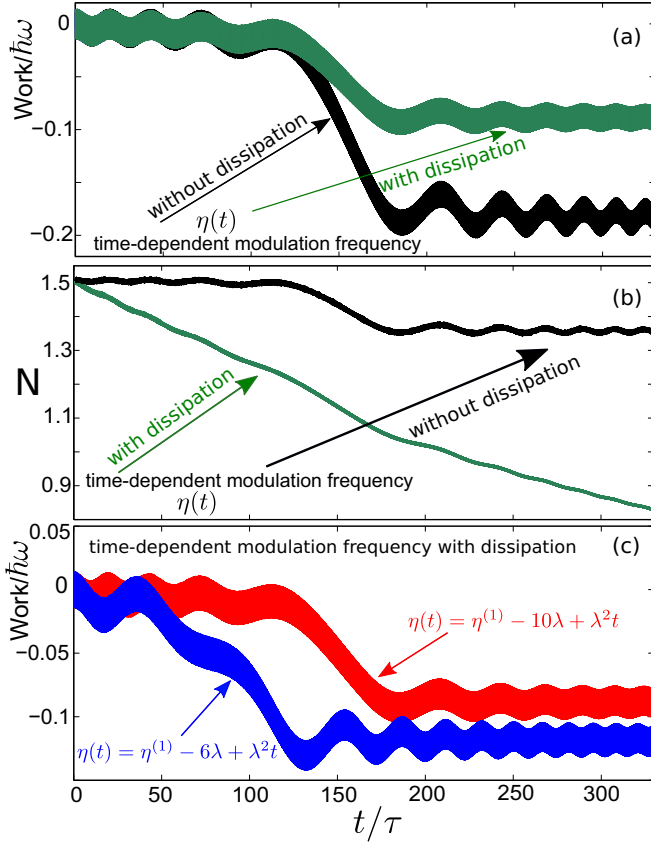 Work/ħω
0
−0.1
−0.2
(a)
without dissipation
with dissipation
η(t)
time-dependent modulation frequency
N
1.5
1.3
1.1
0.9
(b)
with dissipation
without dissipation
time-dependent modulation frequency
η(t)
Work/ħω
0.05
0
−0.05
−0.1
time-dependent modulation frequency with dissipation
(c)
η(t) = η⁽¹⁾ − 10λ + λ²t
η(t) = η⁽¹⁾ − 6λ + λ²t
0 50 100 150 200 250 300
t/τ